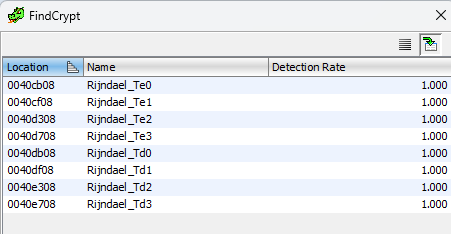 FindCrypt
Location Name Detection Rate
0040cb08 Rijndael_Te0 1.000
0040cf08 Rijndael_Te1 1.000
0040d308 Rijndael_Te2 1.000
0040d708 Rijndael_Te3 1.000
0040db08 Rijndael_Td0 1.000
0040df08 Rijndael_Td1 1.000
0040e308 Rijndael_Td2 1.000
0040e708 Rijndael_Td3 1.000